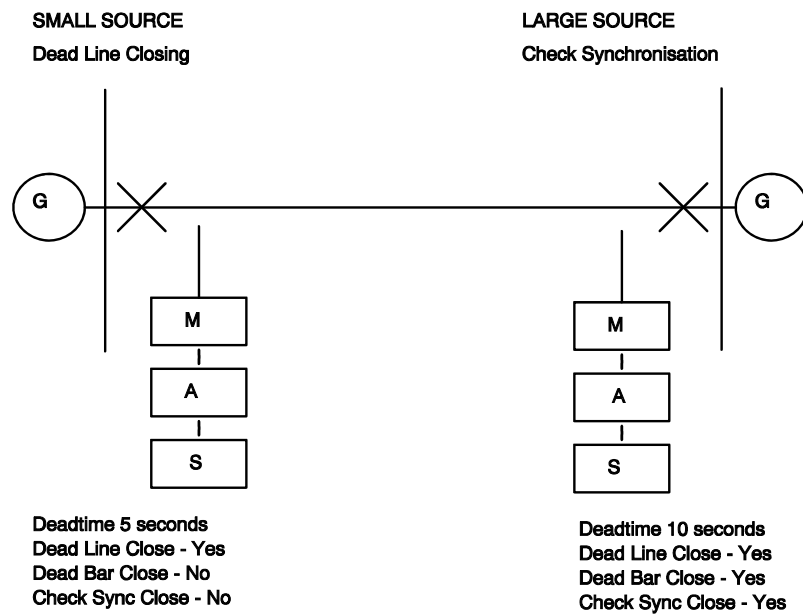 SMALL SOURCE
Dead Line Closing
LARGE SOURCE
Check Synchronisation
G
G
M
A
S
M
A
S
Deadtime 5 seconds
Dead Line Close - Yes
Dead Bar Close - No
Check Sync Close - No
Deadtime 10 seconds
Dead Line Close - Yes
Dead Bar Close - Yes
Check Sync Close - Yes